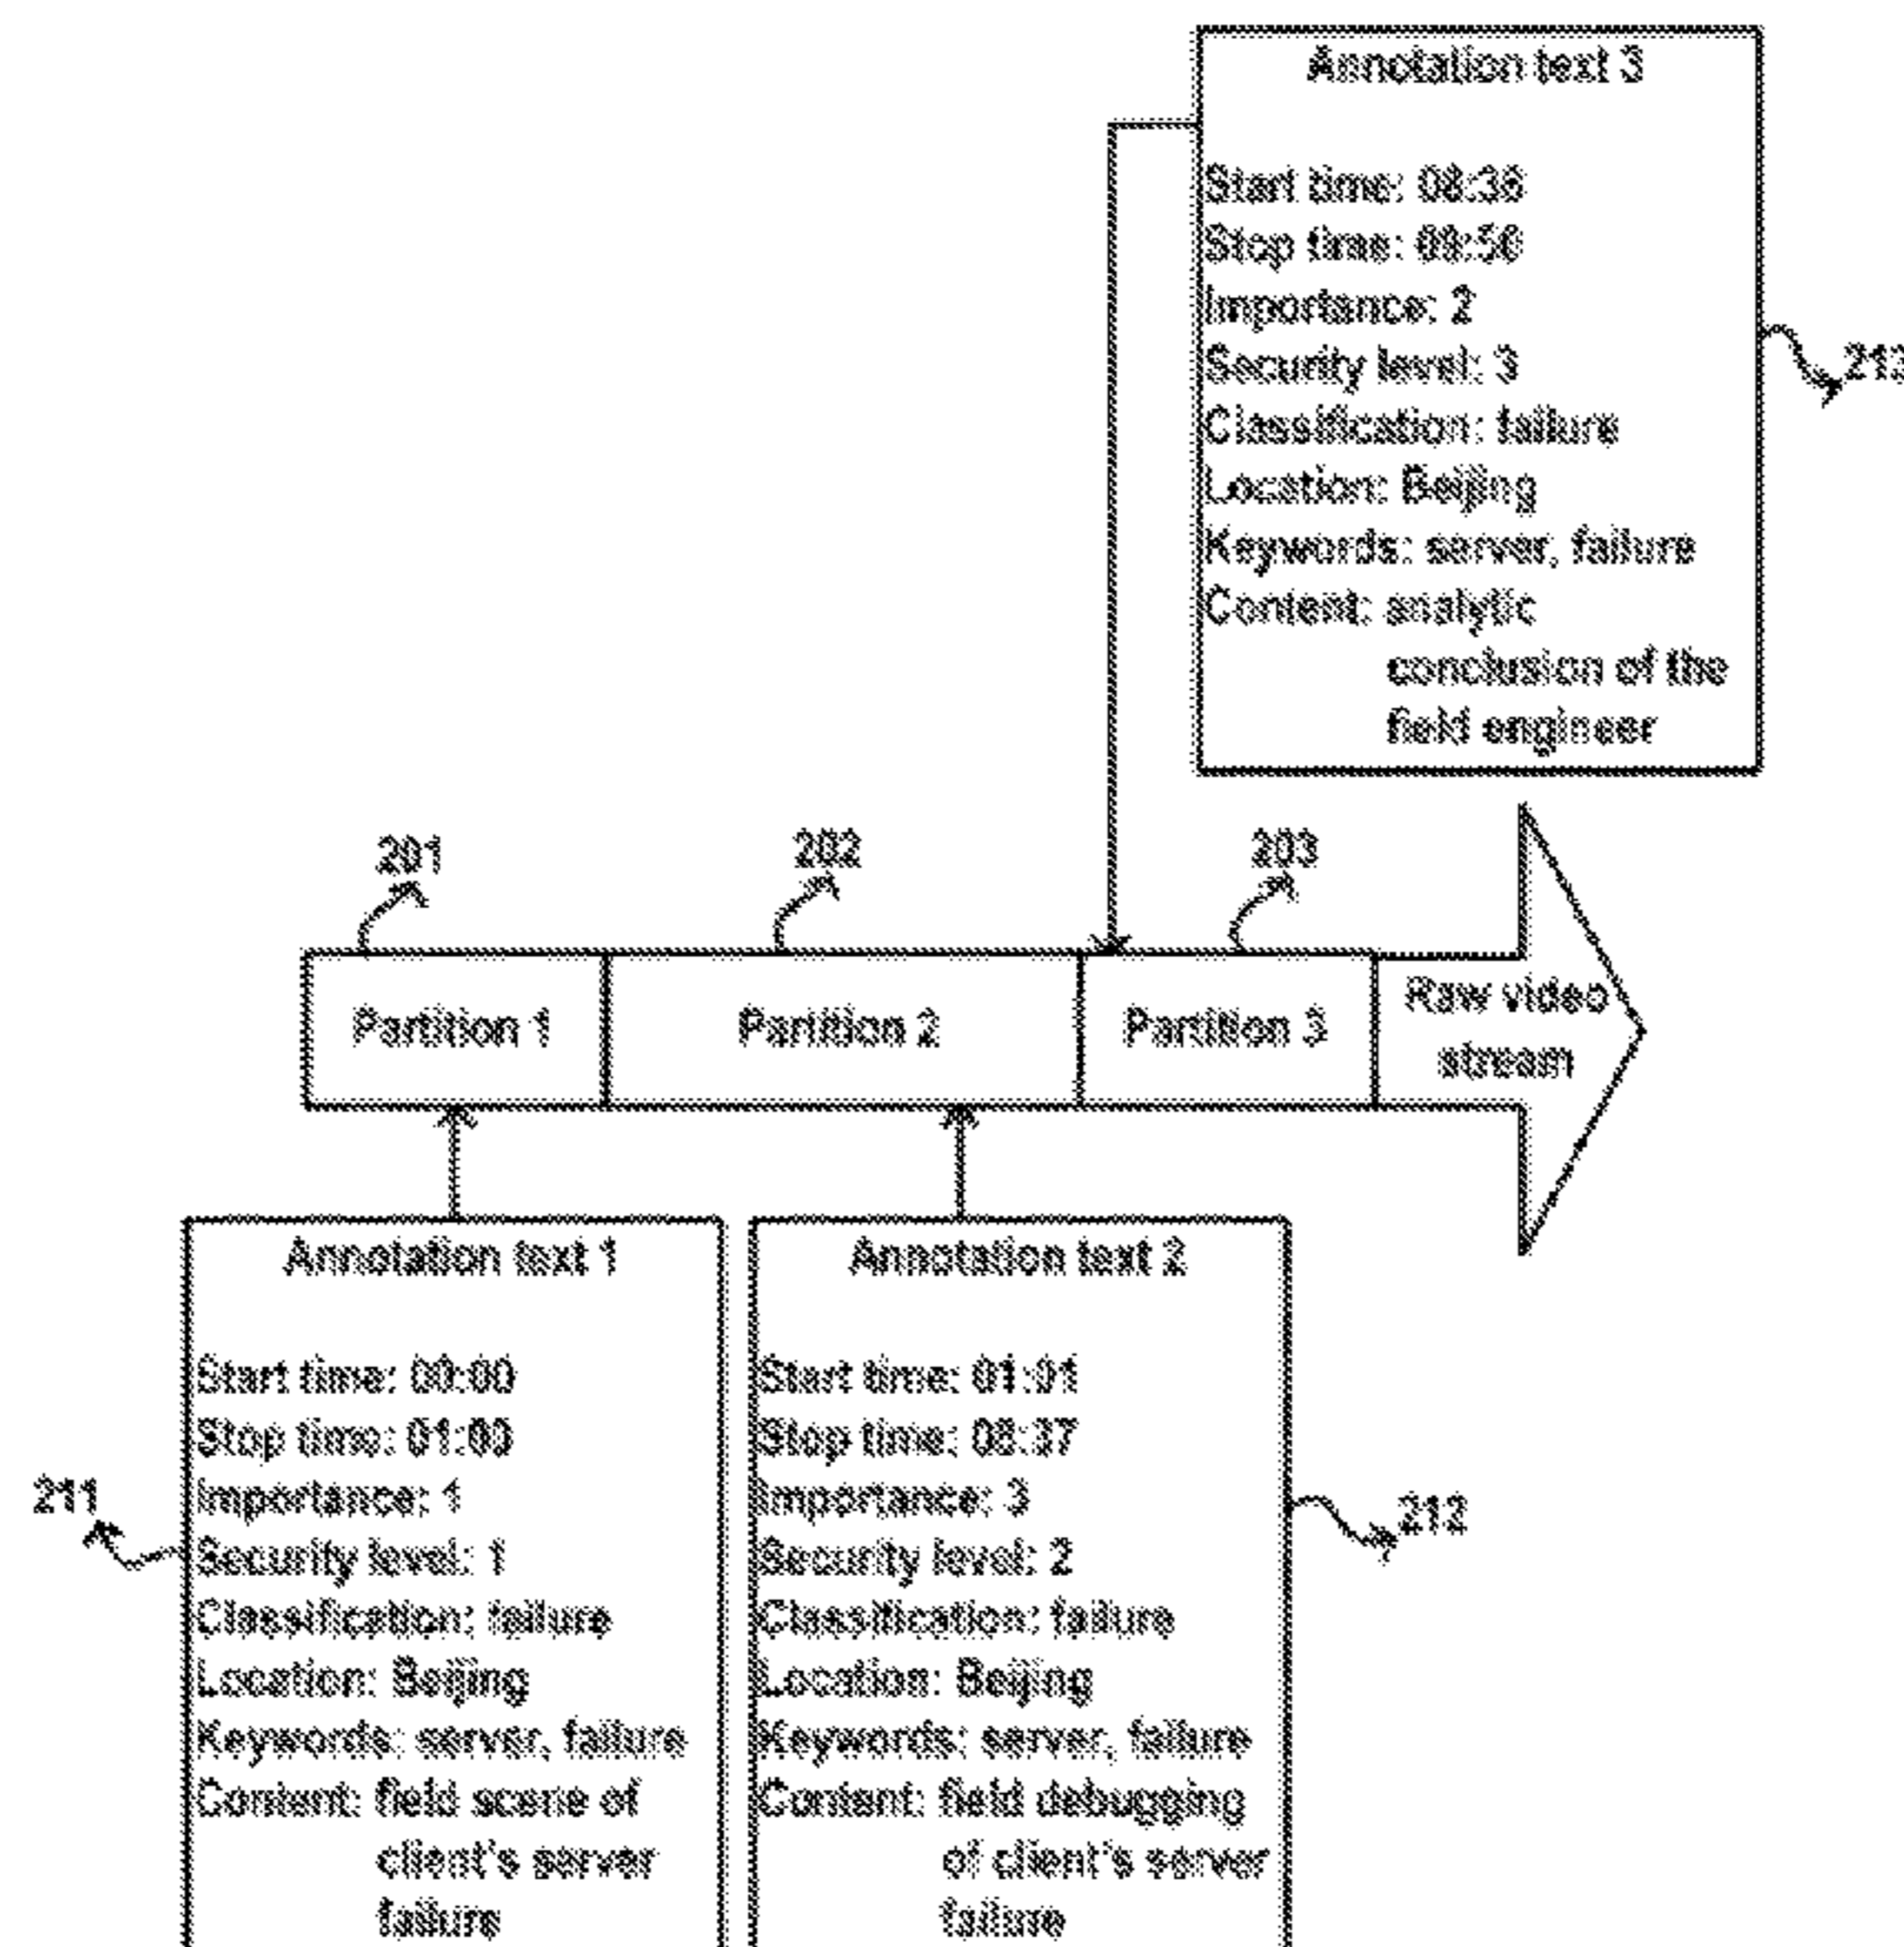 Annotation text 3
Start time: 08:38
Stop time: 09:50
Importance: 2
Security level: 3
Classification: failure
Location: Beijing
Keywords: server, failure
Content: analytic
conclusion of the
field engineer
213
201
202
203
Partition 1
Partition 2
Partition 3
Raw video
stream
Annotation text 1
Start time: 00:00
Stop time: 01:00
Importance: 1
Security level: 1
Classification: failure
Location: Beijing
Keywords: server, failure
Content: field scene of
client's server
failure
211
Annotation text 2
Start time: 01:01
Stop time: 08:37
Importance: 3
Security level: 2
Classification: failure
Location: Beijing
Keywords: server, failure
Content: field debugging
of client's server
failure
212